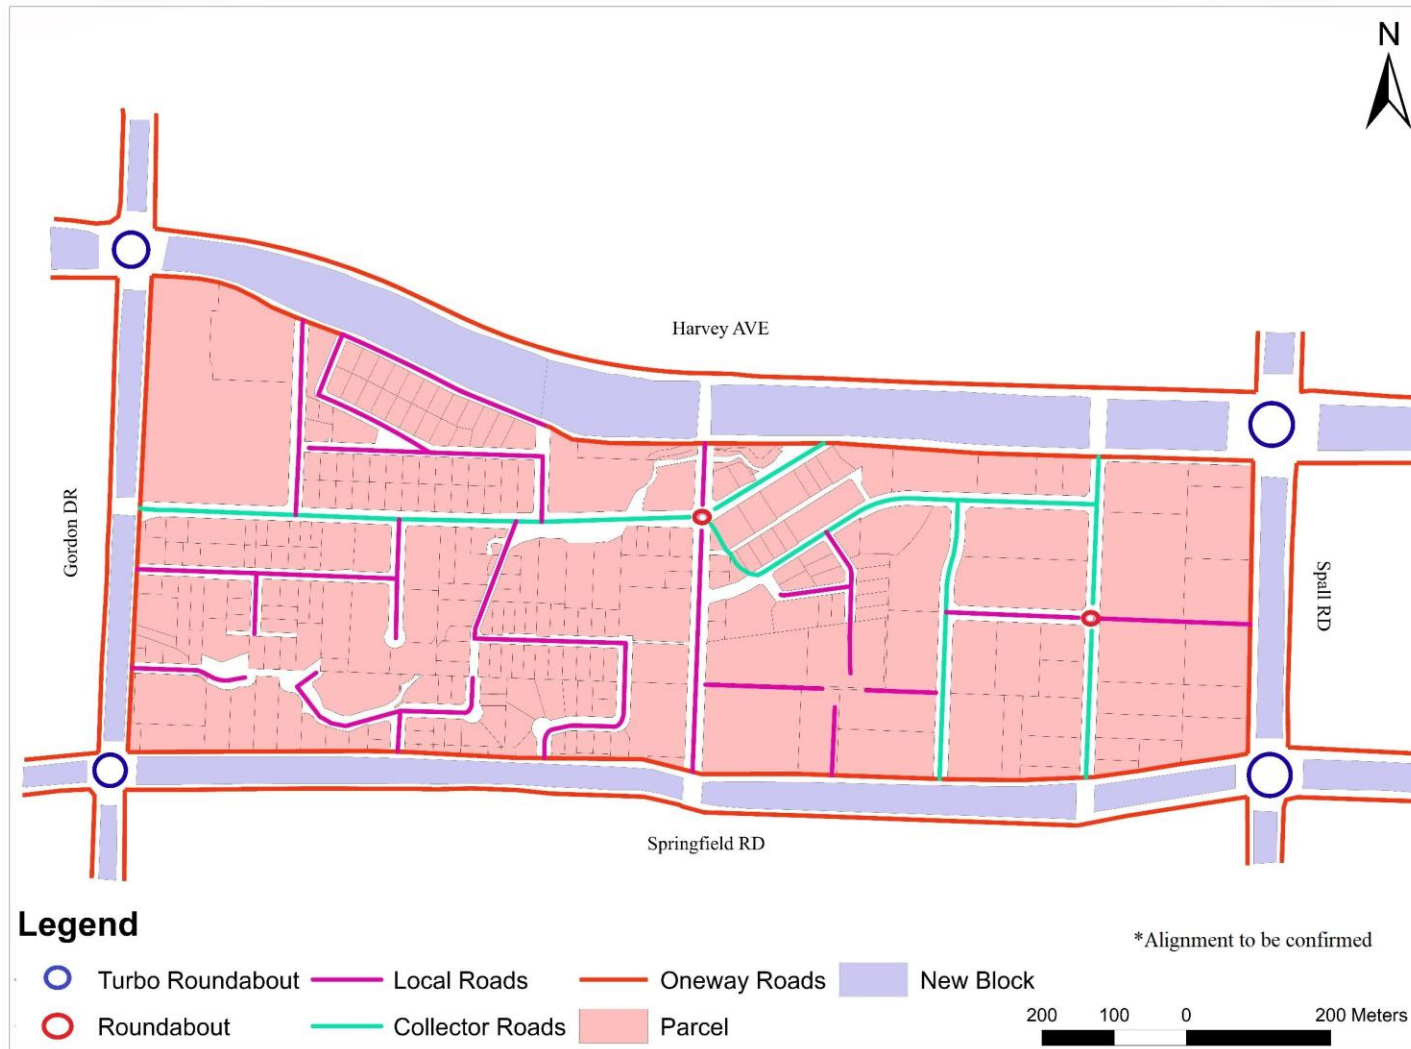 N
Harvey AVE
Gordon DR
Spall RD
Springfield RD
Legend
*Alignment to be confirmed
Turbo Roundabout
Local Roads
Oneway Roads
New Block
Roundabout
Collector Roads
Parcel
200 100 0 200 Meters